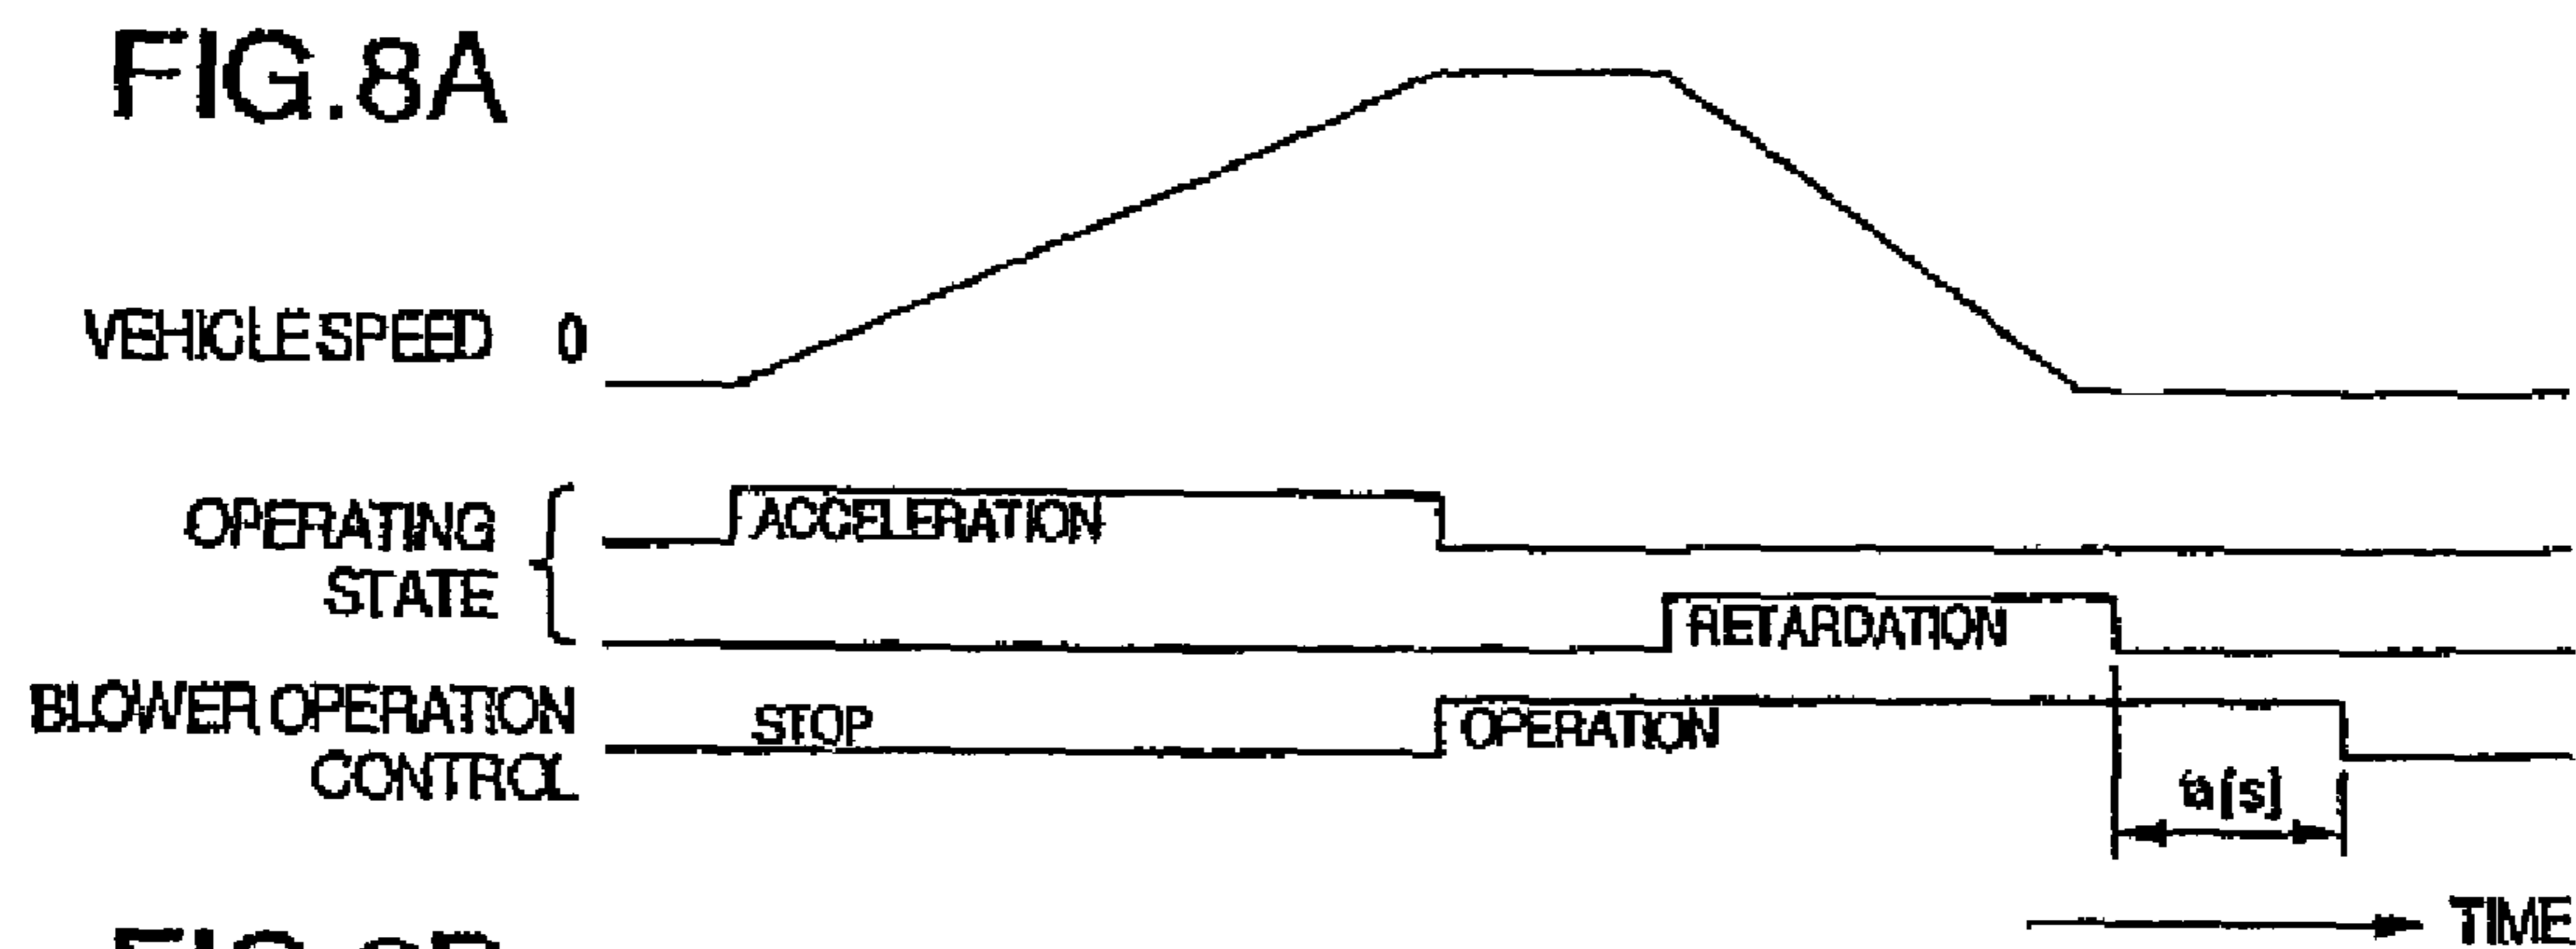 FIG.8A
VEHICLE SPEED 0
OPERATING
STATE
ACCELERATION
RETARDATION
BLOWER OPERATION
CONTROL
STOP
OPERATION
ta[s]
TIME